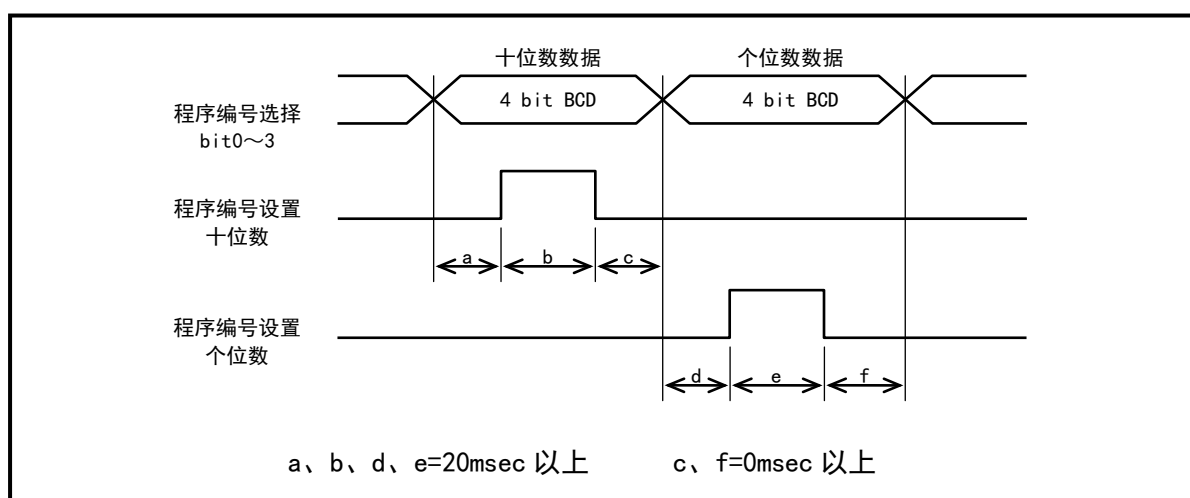 十位数数据 个位数数据
4 bit BCD 4 bit BCD
程序编号选择
bit0～3
程序编号设置
十位数
a b c
程序编号设置
个位数
d e f
a、b、d、e=20msec 以上 c、f=0msec 以上